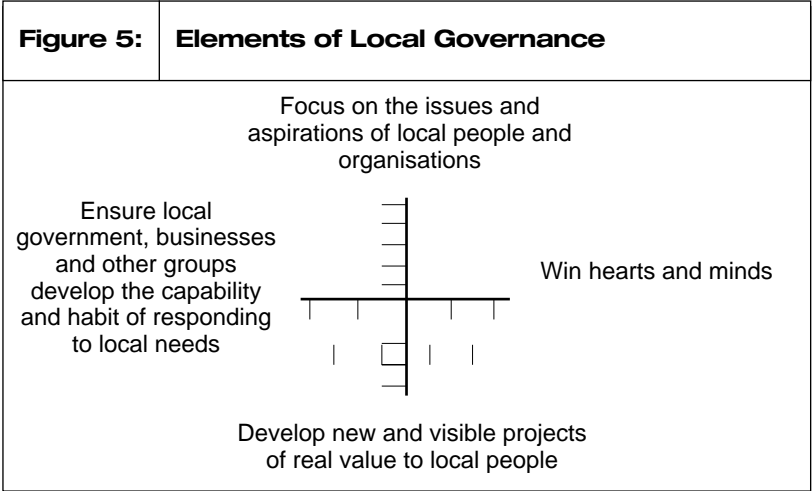 Figure 5: Elements of Local Governance
Focus on the issues and
aspirations of local people and
organisations
Ensure local
government, businesses
and other groups
develop the capability
and habit of responding
to local needs
Win hearts and minds
Develop new and visible projects
of real value to local people